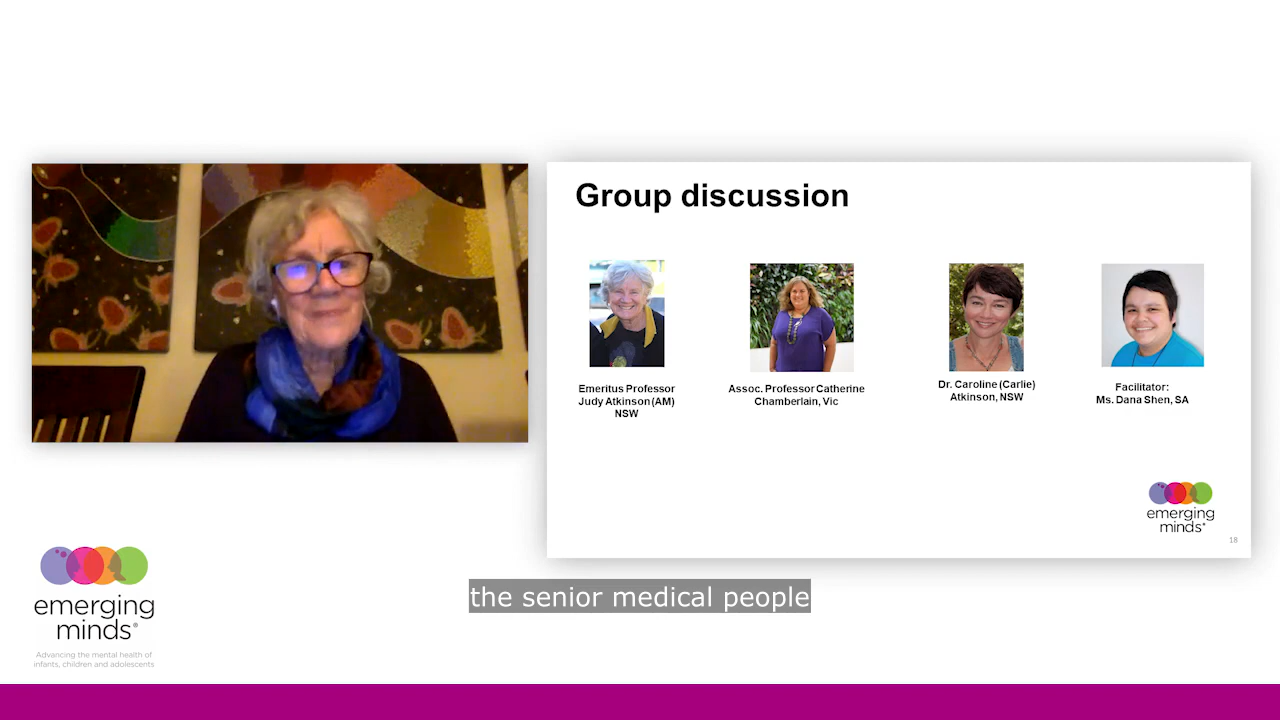 Group discussion
Emeritus Professor
Judy Atkinson (AM)
NSW
Assoc. Professor Catherine
Chamberlain, Vic
Dr. Caroline (Carlie)
Atkinson, NSW
Facilitator:
Ms. Dana Shen, SA
emerging
minds®
18
the senior medical people
emerging
minds®
Advancing the mental health of
infants, children and adolescents